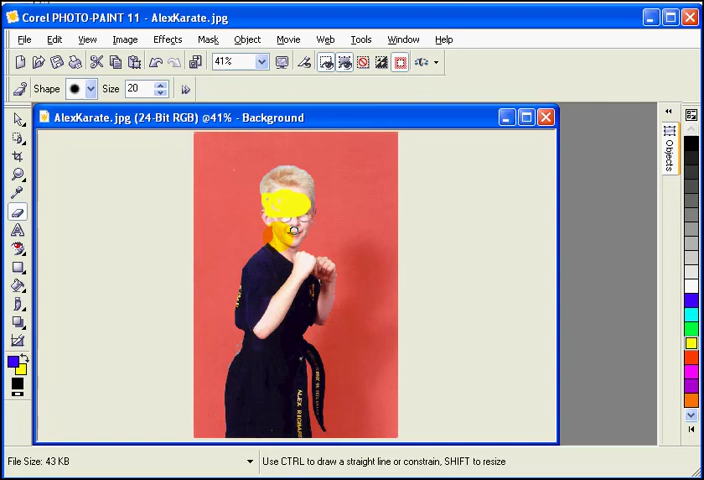 Corel PHOTO-PAINT 11 - AlexKarate.jpg
File Edit View Image Effects Mask Object Movie Web Tools Window Help
41%
Shape Size 20
AlexKarate.jpg (24-Bit RGB) @41% - Background
Objects
ALEX RICHAR
File Size: 43 KB Use CTRL to draw a straight line or constrain, SHIFT to resize